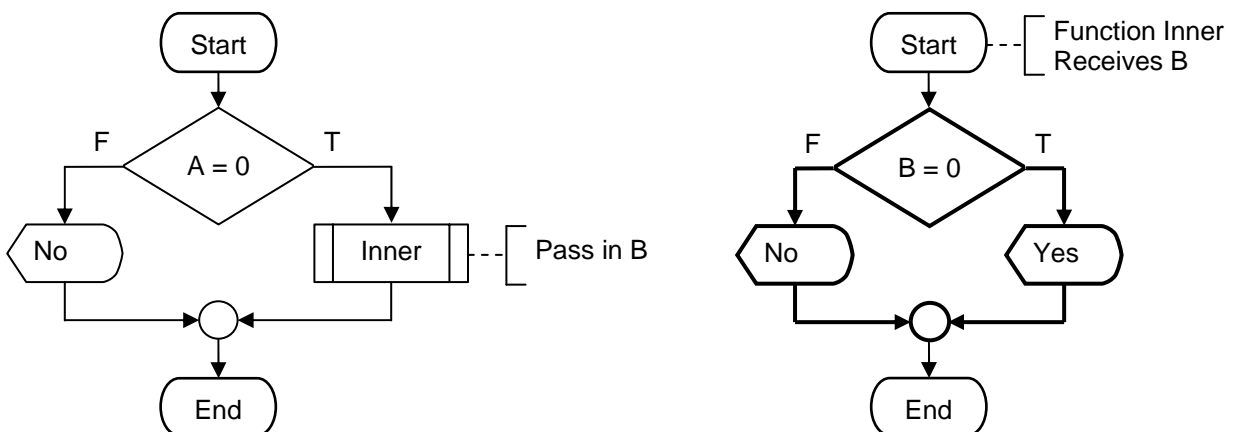 Start
F
T
A = 0
No
Inner
Pass in B
End
Start
Function Inner
Receives B
F
T
B = 0
No
Yes
End